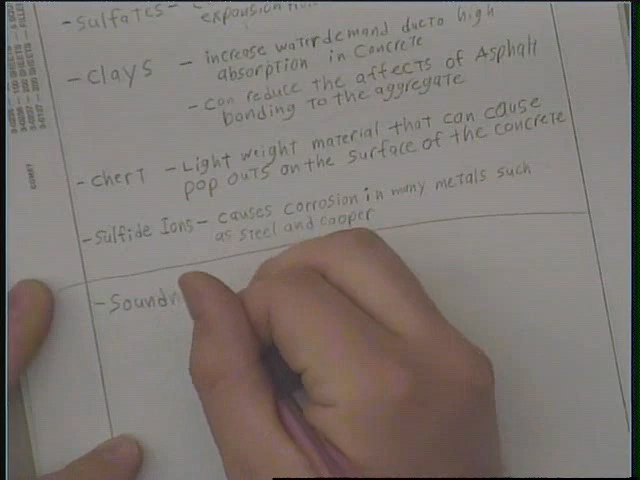 - Sulfates -
expansion
- Clays - increase water demand due to high
absorption in Concrete
- Can reduce the affects of Asphalt
bonding to the aggregate
- Chert - Light weight material that can cause
pop outs on the surface of the concrete
- Sulfide Ions - causes corrosion in many metals such
as steel and copper
- Soundn